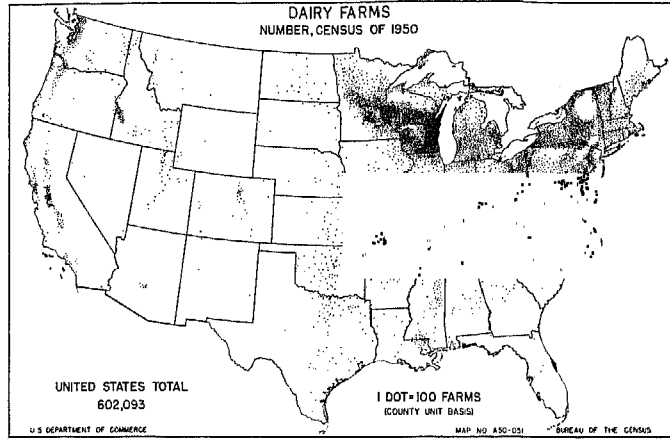 DAIRY FARMS
NUMBER, CENSUS OF 1950
UNITED STATES TOTAL
602,093
1 DOT=100 FARMS
(COUNTY UNIT BASIS)
U S DEPARTMENT OF COMMERCE
MAP NO A50-051
BUREAU OF THE CENSUS